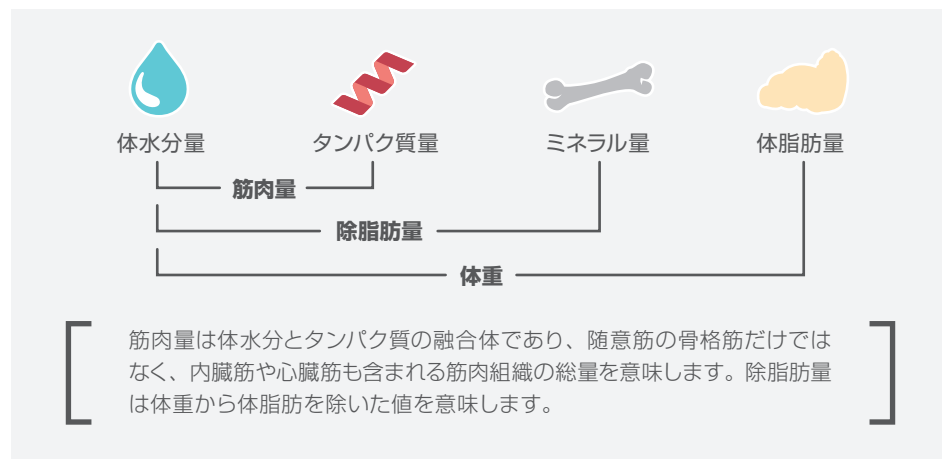 体水分量 タンパク質量 ミネラル量 体脂肪量
筋肉量
除脂肪量
体重
筋肉量は体水分とタンパク質の融合体であり、随意筋の骨格筋だけでは
なく、内臓筋や心臓筋も含まれる筋肉組織の総量を意味します。除脂肪量
は体重から体脂肪を除いた値を意味します。